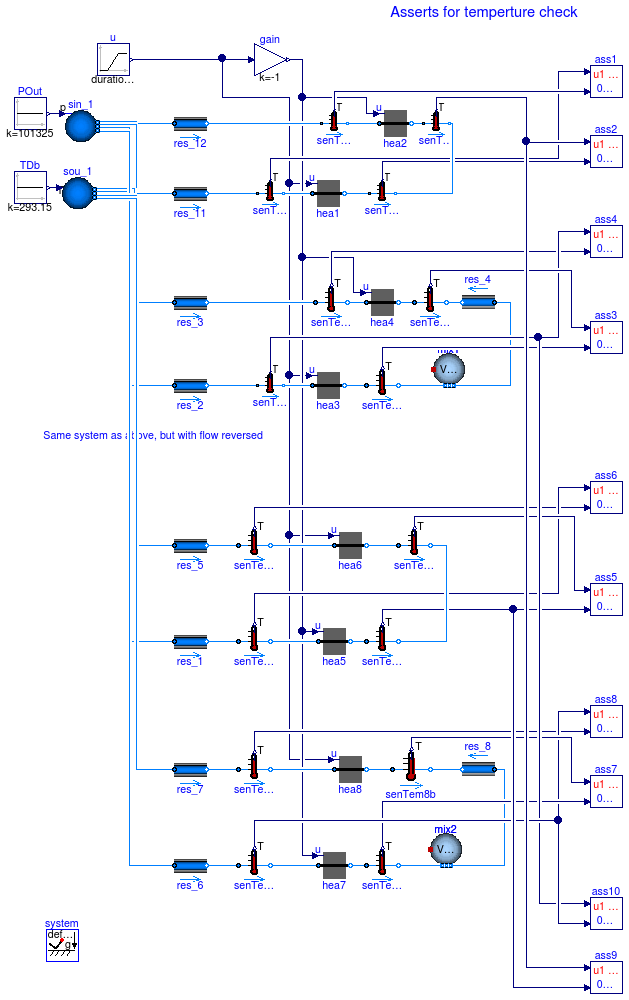 Asserts for temperture check
u
duratio...
gain
k=-1
ass1
u1 ...
0...
POut
p
k=101325
sin_1
res_12
T
senT...
u
hea2
T
senT...
ass2
u1 ...
0...
TDb
T
k=293.15
sou_1
res_11
T
senT...
u
hea1
T
senT...
ass4
u1 ...
0...
res_3
T
senTe...
u
hea4
T
senTe...
res_4
ass3
u1 ...
0...
res_2
T
senT...
u
hea3
T
senTe...
V...
Same system as above, but with flow reversed
ass6
u1 ...
0...
res_5
T
senTe...
u
hea6
T
senTe...
ass5
u1 ...
0...
res_1
T
senTe...
u
hea5
T
senTe...
ass8
u1 ...
0...
res_7
T
senTe...
u
hea8
T
senTem8b
res_8
ass7
u1 ...
0...
res_6
T
senTe...
u
hea7
T
senTe...
mix2
V...
ass10
u1 ...
0...
system
def...
g
ass9
u1 ...
0...